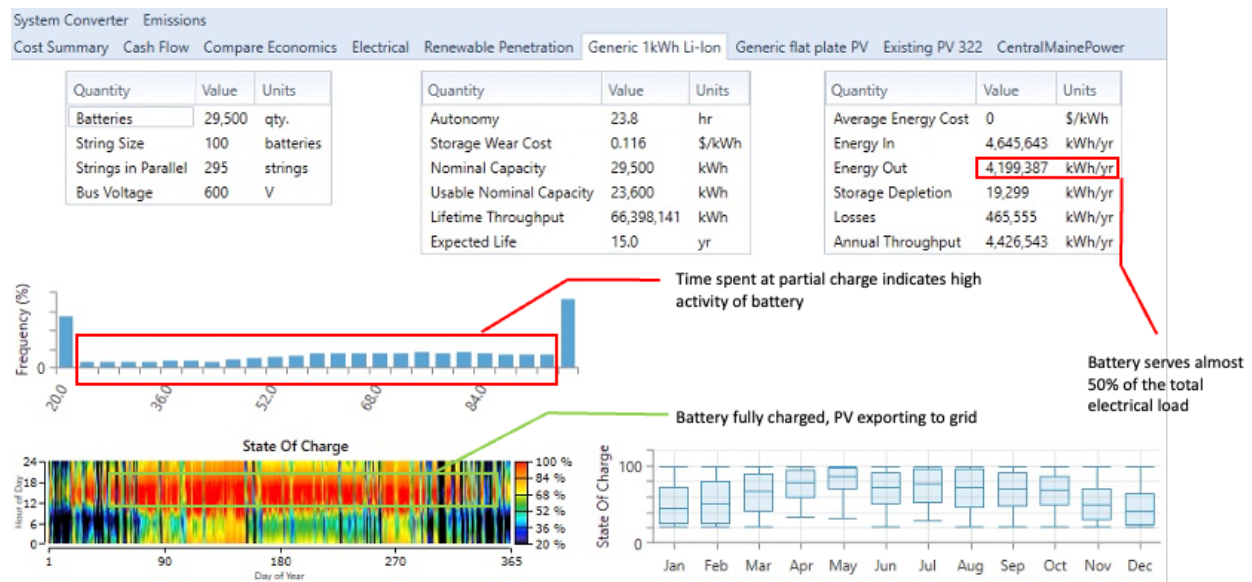 System Converter Emissions
Cost Summary Cash Flow Compare Economics Electrical Renewable Penetration Generic 1kWh Li-Ion Generic flat plate PV Existing PV 322 CentralMainePower
Quantity Value Units
Batteries 29,500 qty.
String Size 100 batteries
Strings in Parallel 295 strings
Bus Voltage 600 V
Quantity Value Units
Autonomy 23.8 hr
Storage Wear Cost 0.116 $/kWh
Nominal Capacity 29,500 kWh
Usable Nominal Capacity 23,600 kWh
Lifetime Throughput 66,398,141 kWh
Expected Life 15.0 yr
Quantity Value Units
Average Energy Cost 0 $/kWh
Energy In 4,645,643 kWh/yr
Energy Out 4,199,387 kWh/yr
Storage Depletion 19,299 kWh/yr
Losses 465,555 kWh/yr
Annual Throughput 4,426,543 kWh/yr
Time spent at partial charge indicates high
activity of battery
Frequency (%)
0
20.0 36.0 52.0 68.0 84.0
Battery serves almost
50% of the total
electrical load
Battery fully charged, PV exporting to grid
State Of Charge
Hour of Day
24
18
12
6
0
1 90 180 270 365
Day of Year
100 %
84 %
68 %
52 %
36 %
20 %
State Of Charge
100
0
Jan Feb Mar Apr May Jun Jul Aug Sep Oct Nov Dec